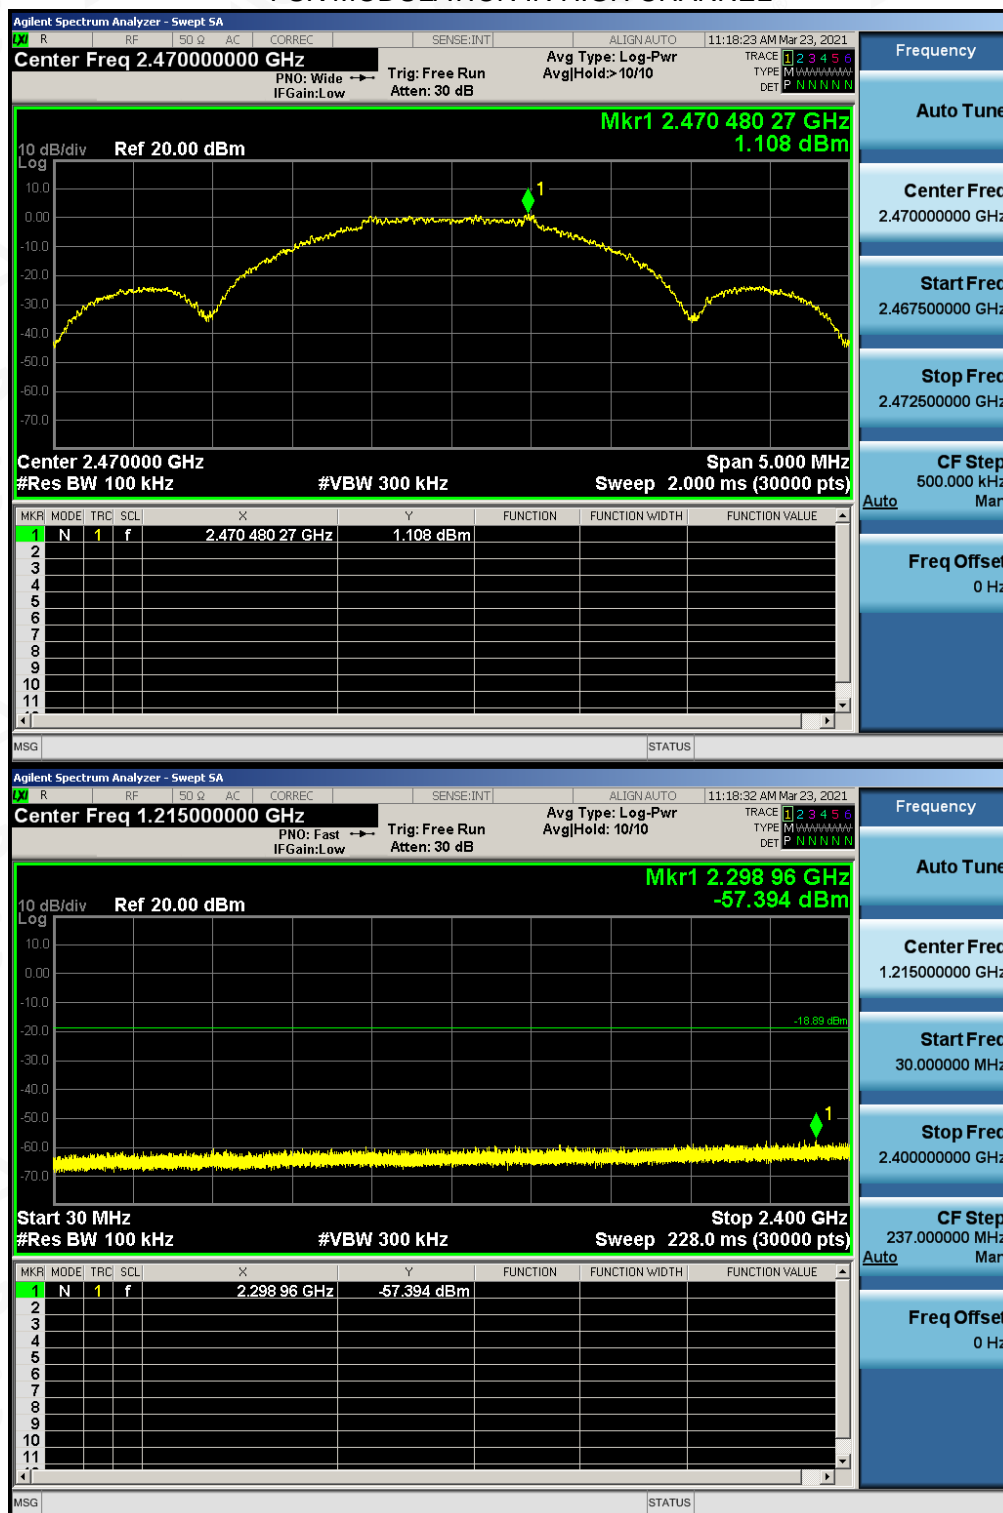 Agilent Spectrum Analyzer - Swept SA
LXI R RF 50 Ω AC CORREC SENSE:INT ALIGN AUTO 11:18:23 AM Mar 23, 2021
Center Freq 2.470000000 GHz
PNO: Wide
IFGain:Low
Trig: Free Run
Atten: 30 dB
Avg Type: Log-Pwr
Avg|Hold:>10/10
TRACE 1 2 3 4 5 6
TYPE M
DET P N N N N N
Mkr1 2.470 480 27 GHz
1.108 dBm
10 dB/div Ref 20.00 dBm
Log
10.0
0.00
-10.0
-20.0
-30.0
-40.0
-50.0
-60.0
-70.0
1
Center 2.470000 GHz Span 5.000 MHz
#Res BW 100 kHz #VBW 300 kHz Sweep 2.000 ms (30000 pts)
MKR MODE TRC SCL X Y FUNCTION FUNCTION WIDTH FUNCTION VALUE
1 N 1 f 2.470 480 27 GHz 1.108 dBm
2
3
4
5
6
7
8
9
10
11
MSG STATUS
Frequency
Auto Tune
Center Freq
2.470000000 GHz
Start Freq
2.467500000 GHz
Stop Freq
2.472500000 GHz
CF Step
500.000 kHz
Auto Man
Freq Offset
0 Hz
Agilent Spectrum Analyzer - Swept SA
LXI R RF 50 Ω AC CORREC SENSE:INT ALIGN AUTO 11:18:32 AM Mar 23, 2021
Center Freq 1.215000000 GHz
PNO: Fast
IFGain:Low
Trig: Free Run
Atten: 30 dB
Avg Type: Log-Pwr
Avg|Hold: 10/10
TRACE 1 2 3 4 5 6
TYPE M
DET P N N N N N
Mkr1 2.298 96 GHz
-57.394 dBm
10 dB/div Ref 20.00 dBm
Log
10.0
0.00
-10.0
-20.0
-30.0
-40.0
-50.0
-60.0
-70.0
-18.89 dBm
1
Start 30 MHz Stop 2.400 GHz
#Res BW 100 kHz #VBW 300 kHz Sweep 228.0 ms (30000 pts)
MKR MODE TRC SCL X Y FUNCTION FUNCTION WIDTH FUNCTION VALUE
1 N 1 f 2.298 96 GHz -57.394 dBm
2
3
4
5
6
7
8
9
10
11
MSG STATUS
Frequency
Auto Tune
Center Freq
1.215000000 GHz
Start Freq
30.000000 MHz
Stop Freq
2.400000000 GHz
CF Step
237.000000 MHz
Auto Man
Freq Offset
0 Hz